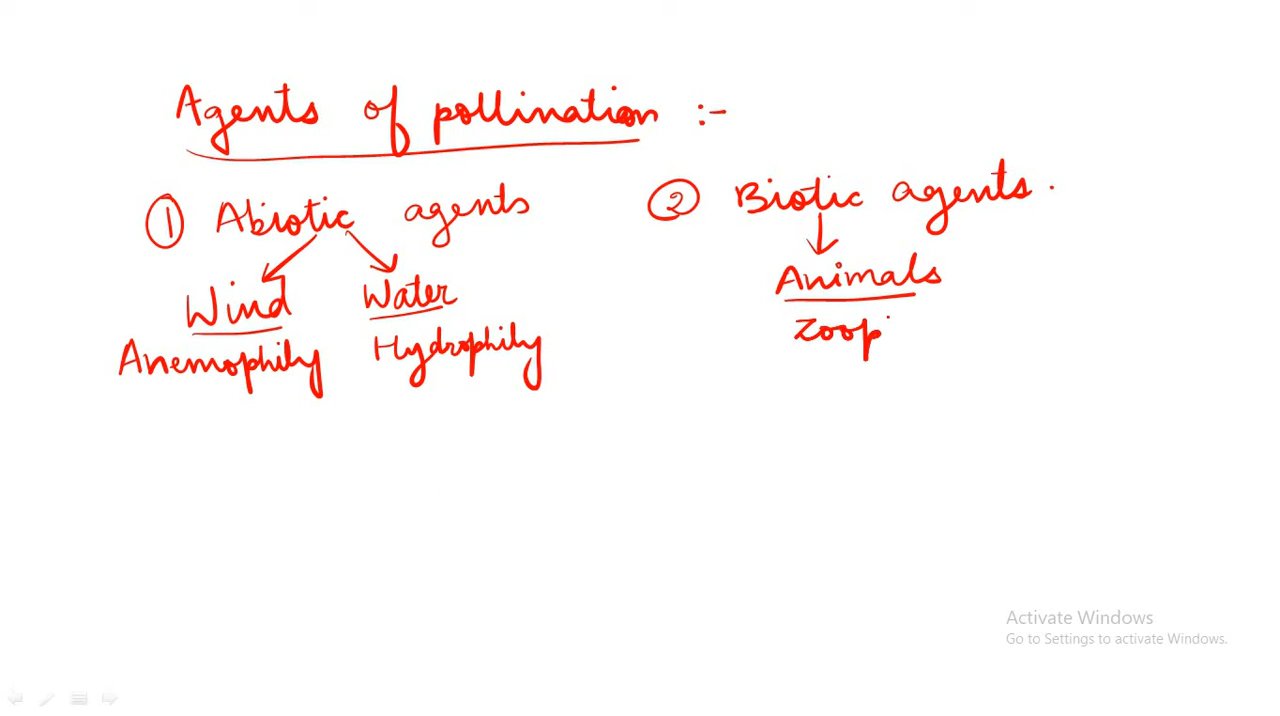 Agents of pollination :-
① Abiotic agents
Wind Water
Anemophily Hydrophily
② Biotic agents.
Animals
Zoop
Activate Windows
Go to Settings to activate Windows.